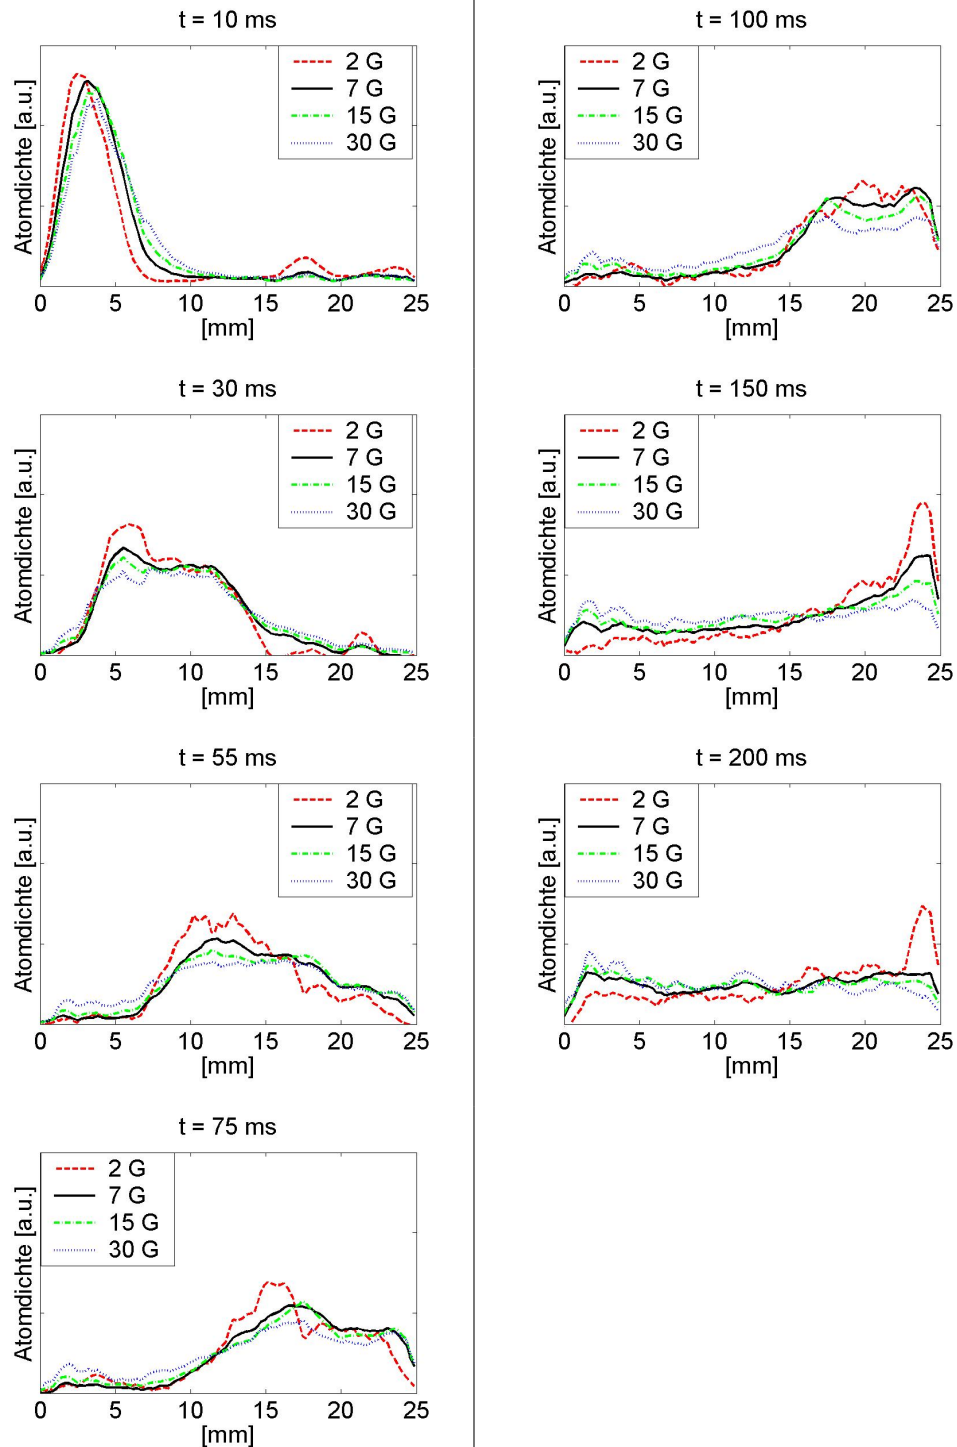 t = 10 ms
Atomdichte [a.u.]
2 G
7 G
15 G
30 G
0 5 10 15 20 25
[mm]
t = 30 ms
Atomdichte [a.u.]
2 G
7 G
15 G
30 G
0 5 10 15 20 25
[mm]
t = 55 ms
Atomdichte [a.u.]
2 G
7 G
15 G
30 G
0 5 10 15 20 25
[mm]
t = 75 ms
Atomdichte [a.u.]
2 G
7 G
15 G
30 G
0 5 10 15 20 25
[mm]
t = 100 ms
Atomdichte [a.u.]
2 G
7 G
15 G
30 G
0 5 10 15 20 25
[mm]
t = 150 ms
Atomdichte [a.u.]
2 G
7 G
15 G
30 G
0 5 10 15 20 25
[mm]
t = 200 ms
Atomdichte [a.u.]
2 G
7 G
15 G
30 G
0 5 10 15 20 25
[mm]